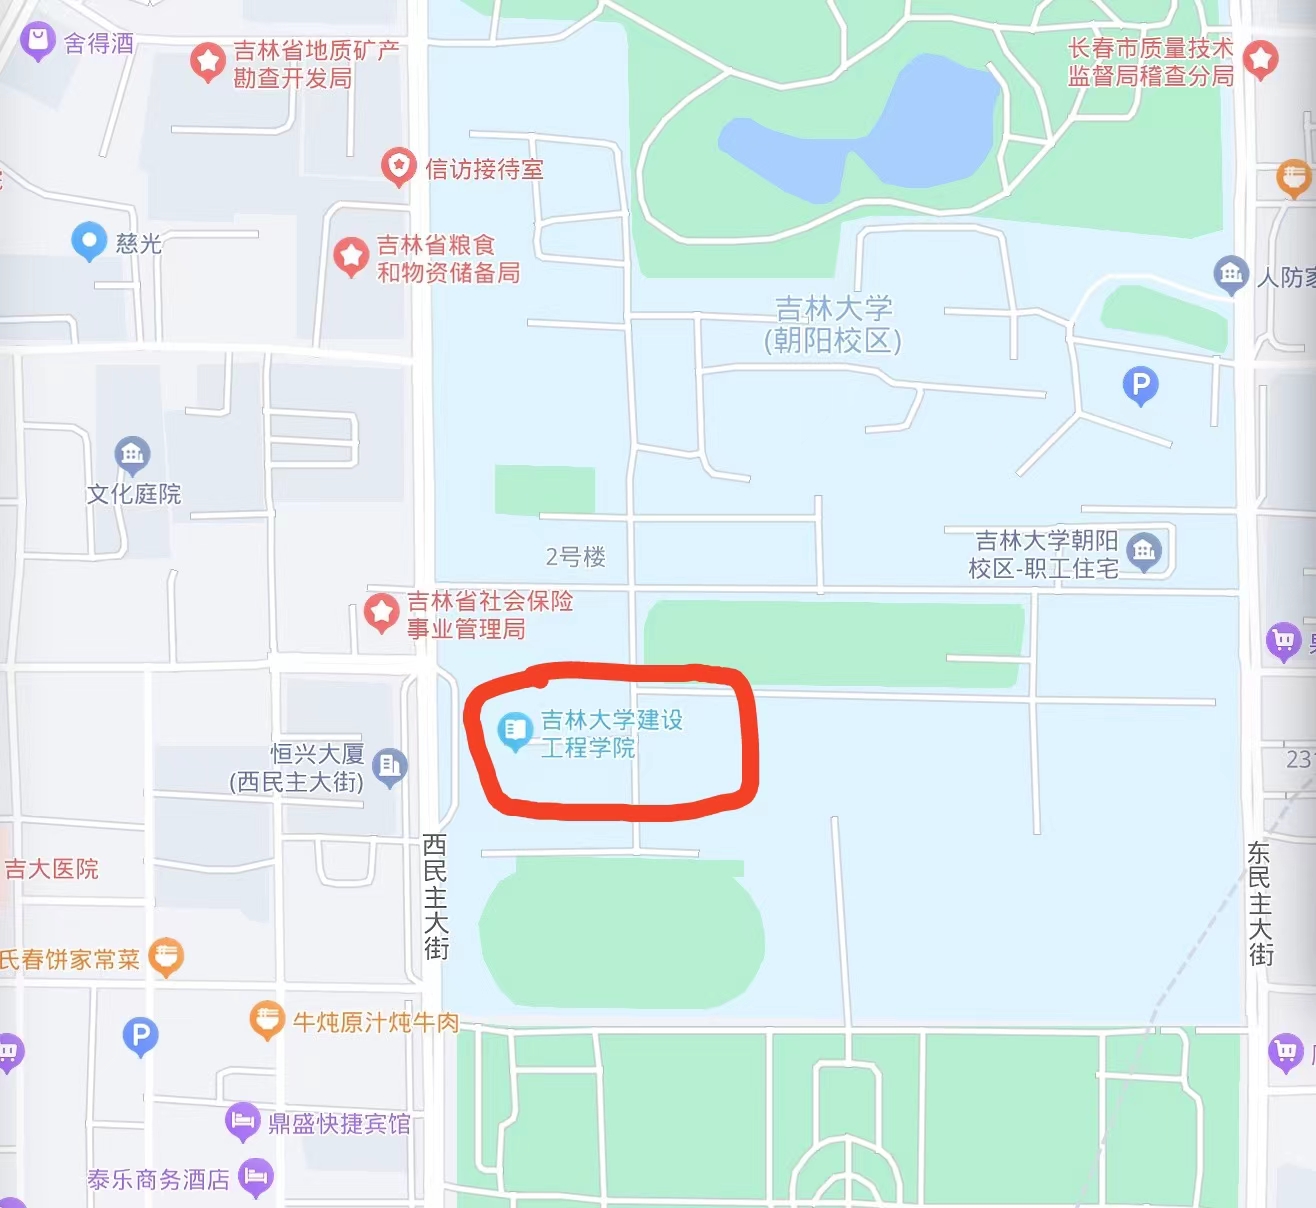 舍得酒
吉林省地质矿产
勘查开发局
长春市质量技术
监督局稽查分局
信访接待室
慈光
吉林省粮食
和物资储备局
人防家
吉林大学
(朝阳校区)
P
文化庭院
2号楼
吉林大学朝阳
校区-职工住宅
吉林省社会保险
事业管理局
吉林大学建设
工程学院
恒兴大厦
(西民主大街)
231
吉大医院
西民主大街
东民主大街
氏春饼家常菜
牛炖原汁炖牛肉
P
鼎盛快捷宾馆
泰乐商务酒店